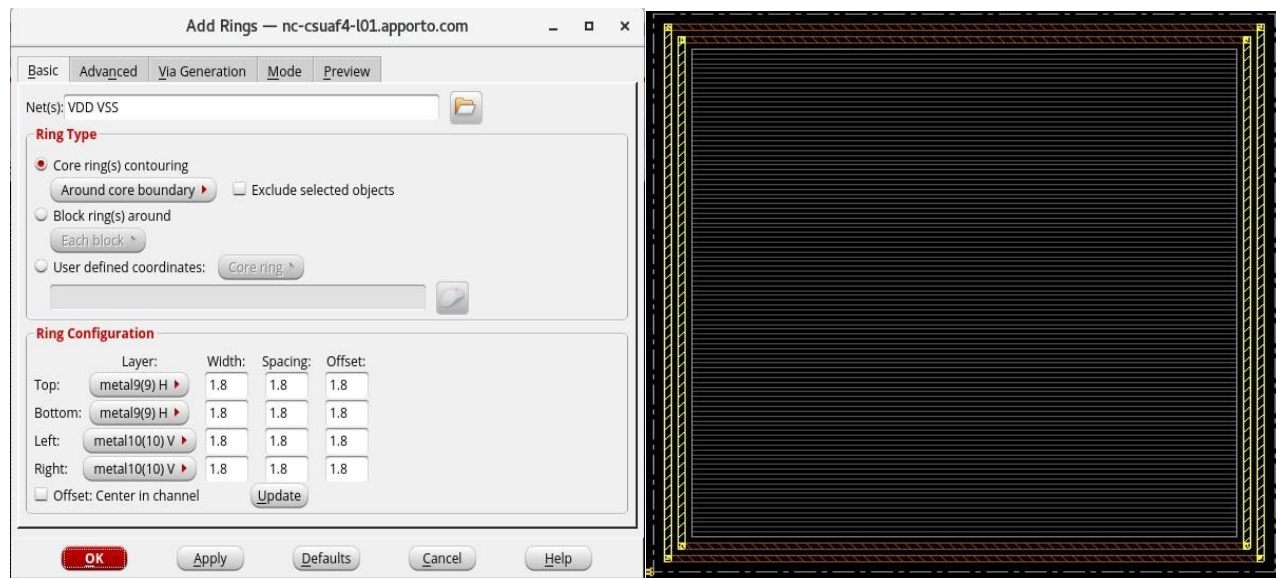 Add Rings — nc-csuaf4-l01.apporto.com
Basic Advanced Via Generation Mode Preview
Net(s): VDD VSS
Ring Type
Core ring(s) contouring
Around core boundary Exclude selected objects
Block ring(s) around
Each block
User defined coordinates: Core ring
Ring Configuration
Layer: Width: Spacing: Offset:
Top: metal9(9) H 1.8 1.8 1.8
Bottom: metal9(9) H 1.8 1.8 1.8
Left: metal10(10) V 1.8 1.8 1.8
Right: metal10(10) V 1.8 1.8 1.8
Offset: Center in channel Update
OK Apply Defaults Cancel Help